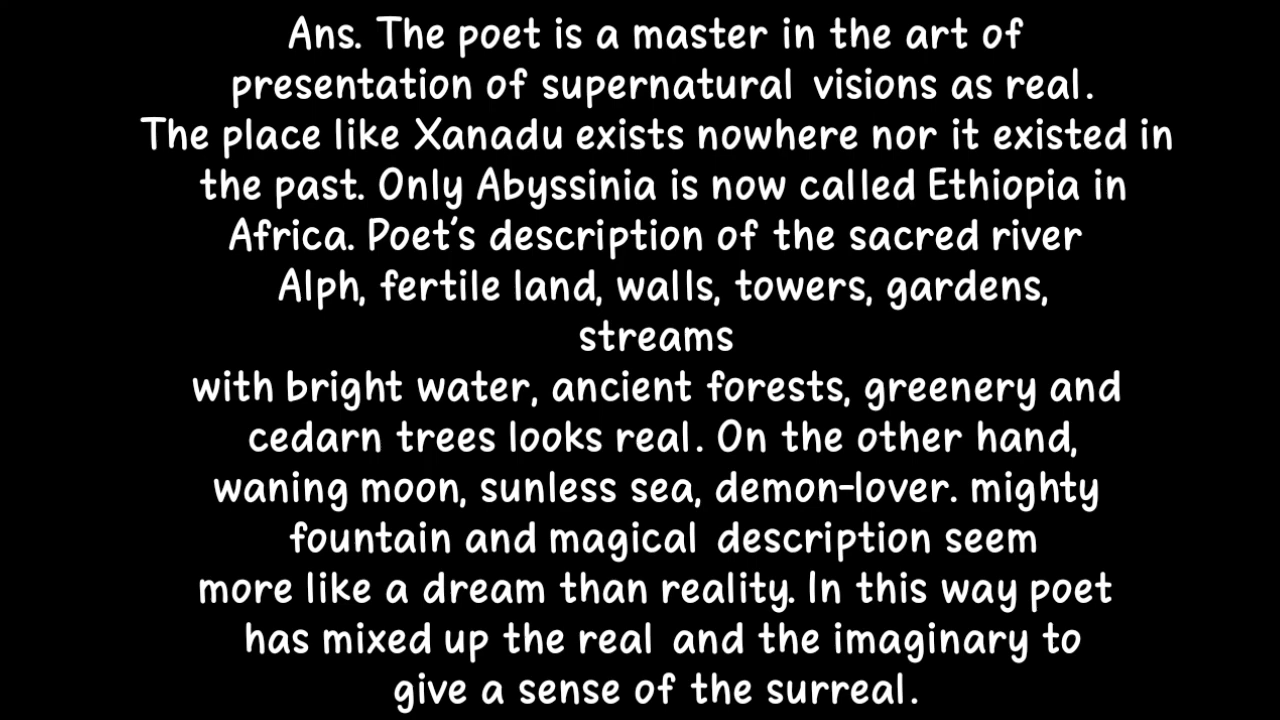 Ans. The poet is a master in the art of
presentation of supernatural visions as real.
The place like Xanadu exists nowhere nor it existed in
the past. Only Abyssinia is now called Ethiopia in
Africa. Poet's description of the sacred river
Alph, fertile land, walls, towers, gardens,
streams
with bright water, ancient forests, greenery and
cedarn trees looks real. On the other hand,
waning moon, sunless sea, demon-lover. mighty
fountain and magical description seem
more like a dream than reality. In this way poet
has mixed up the real and the imaginary to
give a sense of the surreal.